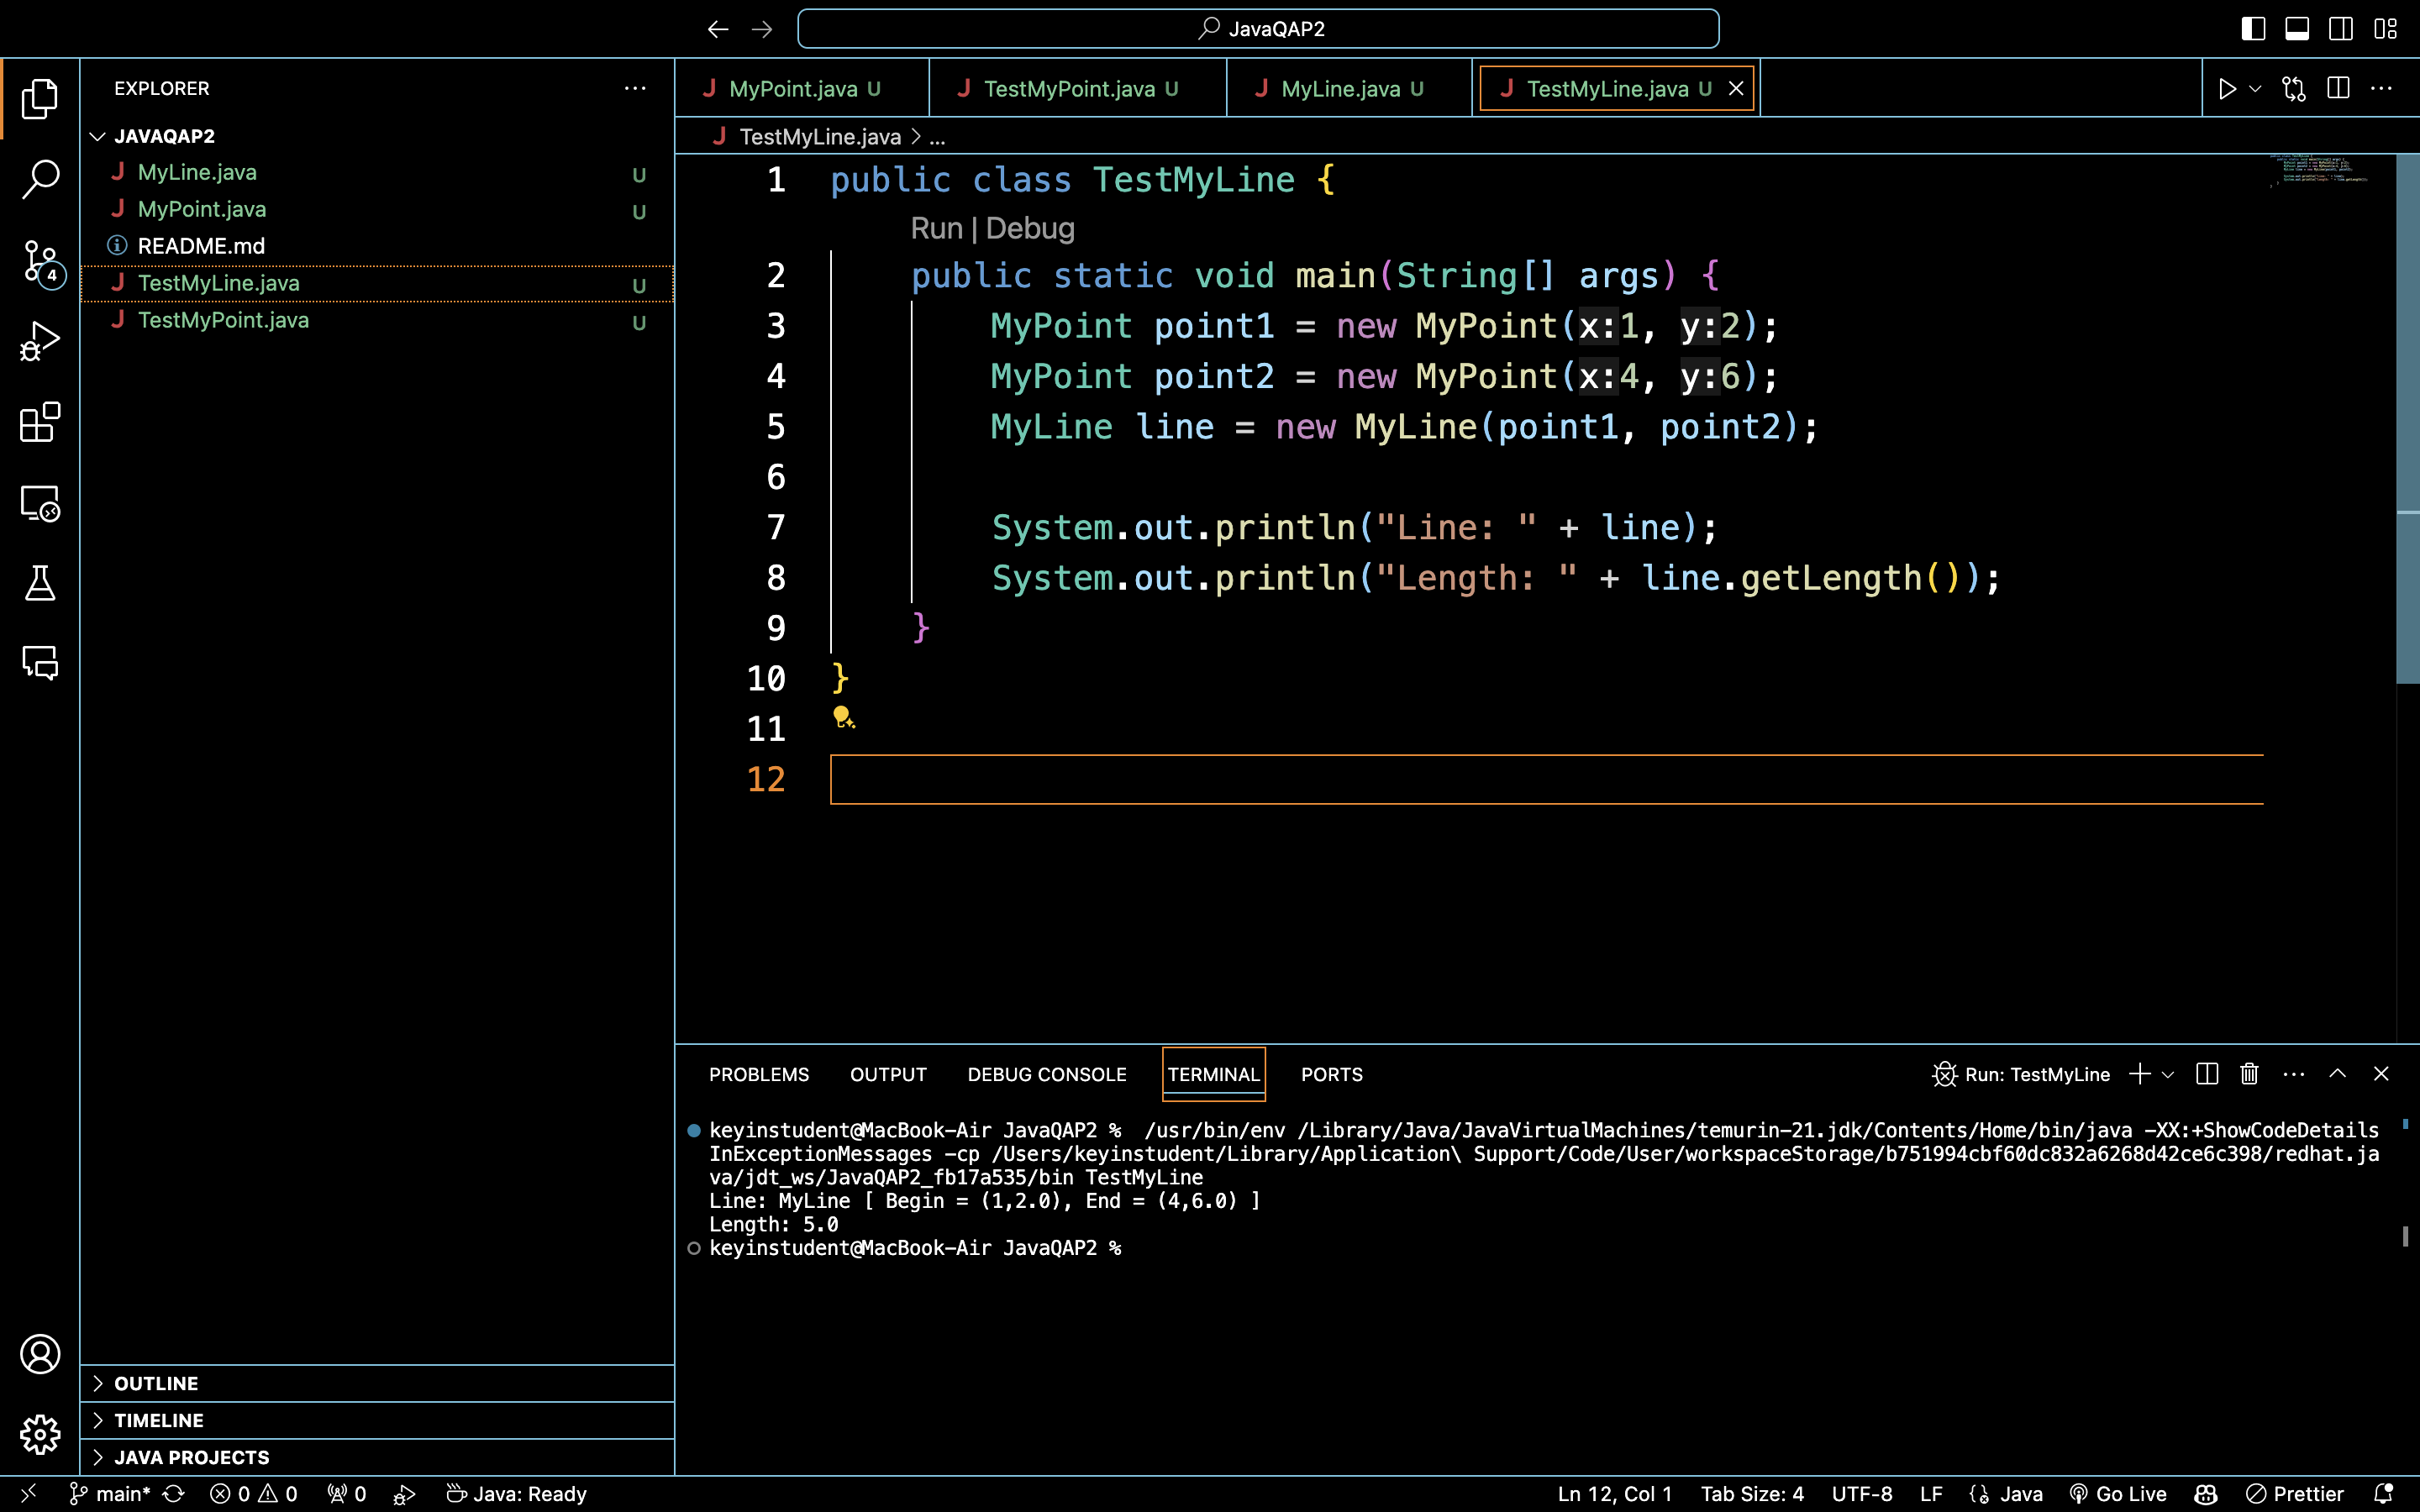 JavaQAP2
EXPLORER
JAVAQAP2
MyLine.java U
MyPoint.java U
README.md
TestMyLine.java U
TestMyPoint.java U
4
OUTLINE
TIMELINE
JAVA PROJECTS
MyPoint.java U
TestMyPoint.java U
MyLine.java U
TestMyLine.java U
TestMyLine.java > ...
1 public class TestMyLine {
Run | Debug
2 public static void main(String[] args) {
3 MyPoint point1 = new MyPoint(x:1, y:2);
4 MyPoint point2 = new MyPoint(x:4, y:6);
5 MyLine line = new MyLine(point1, point2);
6
7 System.out.println("Line: " + line);
8 System.out.println("Length: " + line.getLength());
9 }
10 }
11
12
PROBLEMS OUTPUT DEBUG CONSOLE TERMINAL PORTS
Run: TestMyLine
keyinstudent@MacBook-Air JavaQAP2 % /usr/bin/env /Library/Java/JavaVirtualMachines/temurin-21.jdk/Contents/Home/bin/java -XX:+ShowCodeDetails
InExceptionMessages -cp /Users/keyinstudent/Library/Application\ Support/Code/User/workspaceStorage/b751994cbf60dc832a6268d42ce6c398/redhat.ja
va/jdt_ws/JavaQAP2_fb17a535/bin TestMyLine
Line: MyLine [ Begin = (1,2.0), End = (4,6.0) ]
Length: 5.0
keyinstudent@MacBook-Air JavaQAP2 %
main* 0 0 0 Java: Ready
Ln 12, Col 1 Tab Size: 4 UTF-8 LF Java Go Live Prettier